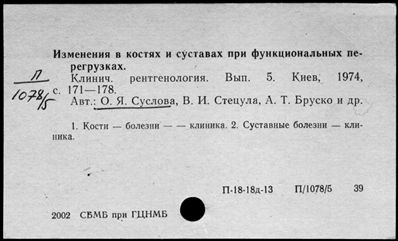 Изменения в костях и суставах при функциональных пе-
регрузках.
Клинич. рентгенология. Вып. 5. Киев, 1974,
с. 171—178.
Авт.: О. Я. Суслова, В. И. Стецула, А. Т. Бруско и др.
П
1078/5
1. Кости — болезни — — клиника. 2. Суставные болезни — кли-
ника.
П-18-18д-13 П/1078/5 39
2002 СБМБ при ГЦНМБ